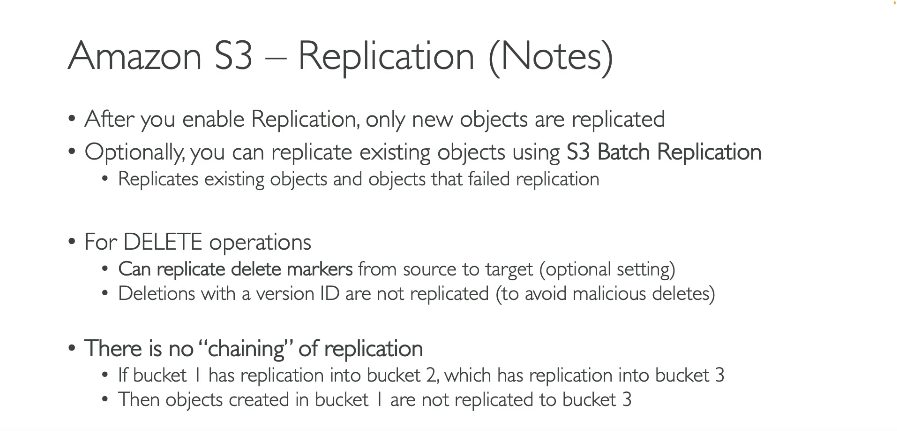 Amazon S3 – Replication (Notes)
• After you enable Replication, only new objects are replicated
• Optionally, you can replicate existing objects using S3 Batch Replication
• Replicates existing objects and objects that failed replication
• For DELETE operations
• Can replicate delete markers from source to target (optional setting)
• Deletions with a version ID are not replicated (to avoid malicious deletes)
• There is no “chaining” of replication
• If bucket 1 has replication into bucket 2, which has replication into bucket 3
• Then objects created in bucket 1 are not replicated to bucket 3